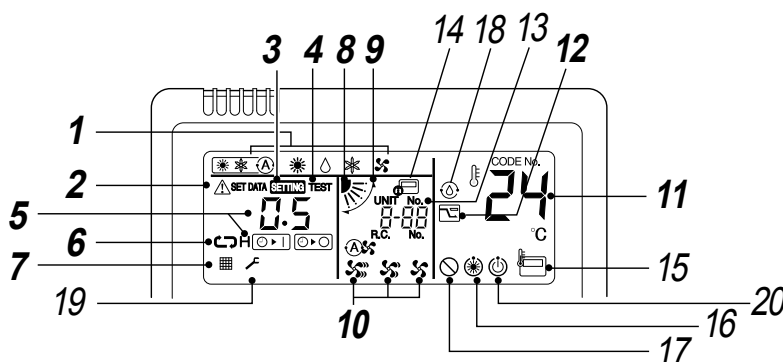 3 4 8 9 14 18 13 12
1
A CODE No.
2 SET DATA SETTING TEST
UNIT No. 24 11
5 0.5 8-88
6 H R.C. No. °C
A
7 15
19 10 17 16 20